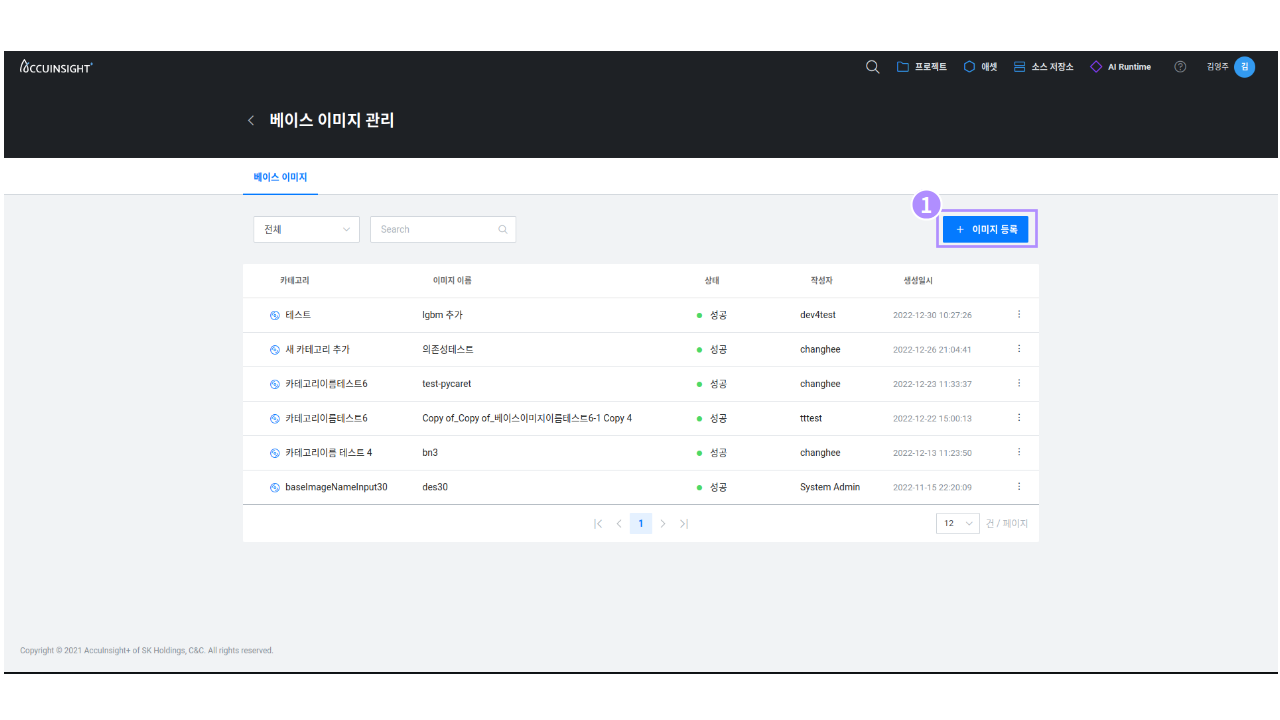 ACCUINSIGHT+
프로젝트 애셋 소스 저장소 AI Runtime ? 김영주 김
베이스 이미지 관리
베이스 이미지
1
전체 Search + 이미지 등록
카테고리 이미지 이름 상태 작성자 생성일시
테스트 lgbm 추가 성공 dev4test 2022-12-30 10:27:26
새 카테고리 추가 의존성테스트 성공 changhee 2022-12-26 21:04:41
카테고리이름테스트6 test-pycaret 성공 changhee 2022-12-23 11:33:37
카테고리이름테스트6 Copy of_Copy of_베이스이미지이름테스트6-1 Copy 4 성공 tttest 2022-12-22 15:00:13
카테고리이름 테스트 4 bn3 성공 changhee 2022-12-13 11:23:50
baseImageNameInput30 des30 성공 System Admin 2022-11-15 22:20:09
1 12 건 / 페이지
Copyright © 2021 AccuInsight+ of SK Holdings, C&C. All rights reserved.